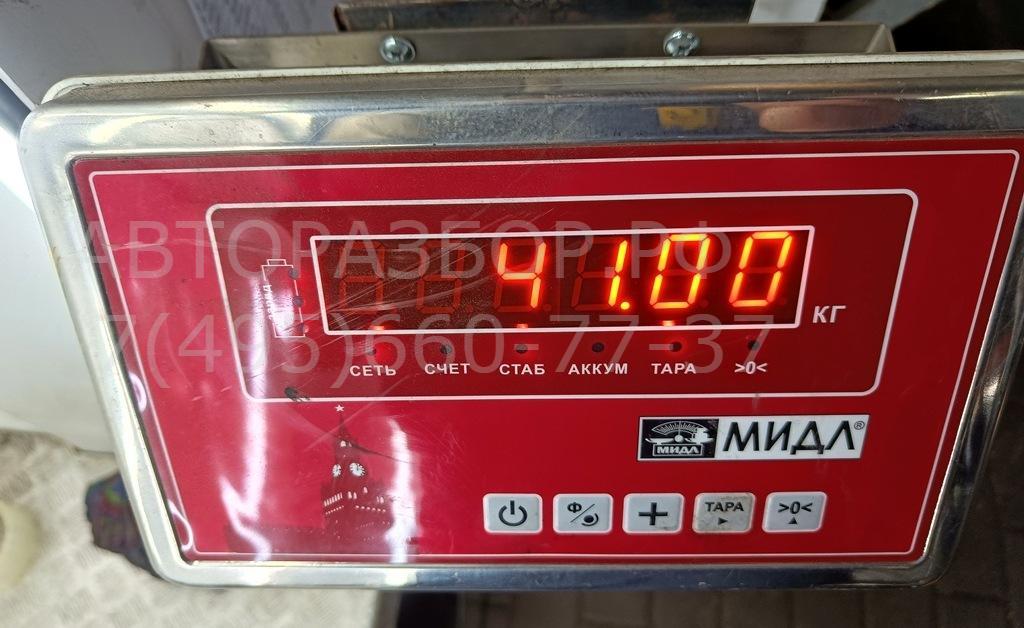 АВТОРАЗБОР.РФ
41.00
КГ
7(495)660-77-37
СЕТЬ СЧЕТ СТАБ АККУМ ТАРА >0<
МИДЛ МИДЛ®
Ф ТАРА >0<